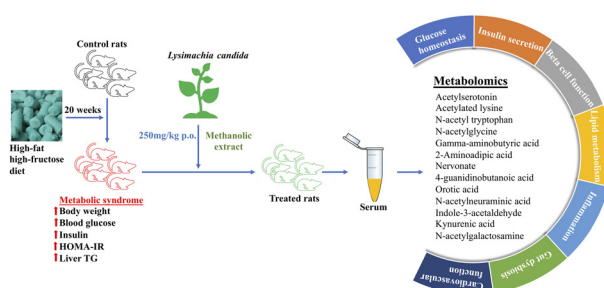 Control rats
20 weeks
High-fat
high-fructose
diet
Metabolic syndrome
Body weight
Blood glucose
Insulin
HOMA-IR
Liver TG
Lysimachia candida
250mg/kg p.o.
Methanolic
extract
Treated rats
Serum
Metabolomics
Acetylserotonin
Acetylated lysine
N-acetyl tryptophan
N-acetylglycine
Gamma-aminobutyric acid
2-Aminoadipic acid
Nervonate
4-guanidinobutanoic acid
Orotic acid
N-acetylneuraminic acid
Indole-3-acetaldehyde
Kynurenic acid
N-acetylgalactosamine
Glucose
homeostasis
Insulin secretion
Beta cell function
Lipid metabolism
Inflammation
Gut dysbiosis
Cardiovascular
function